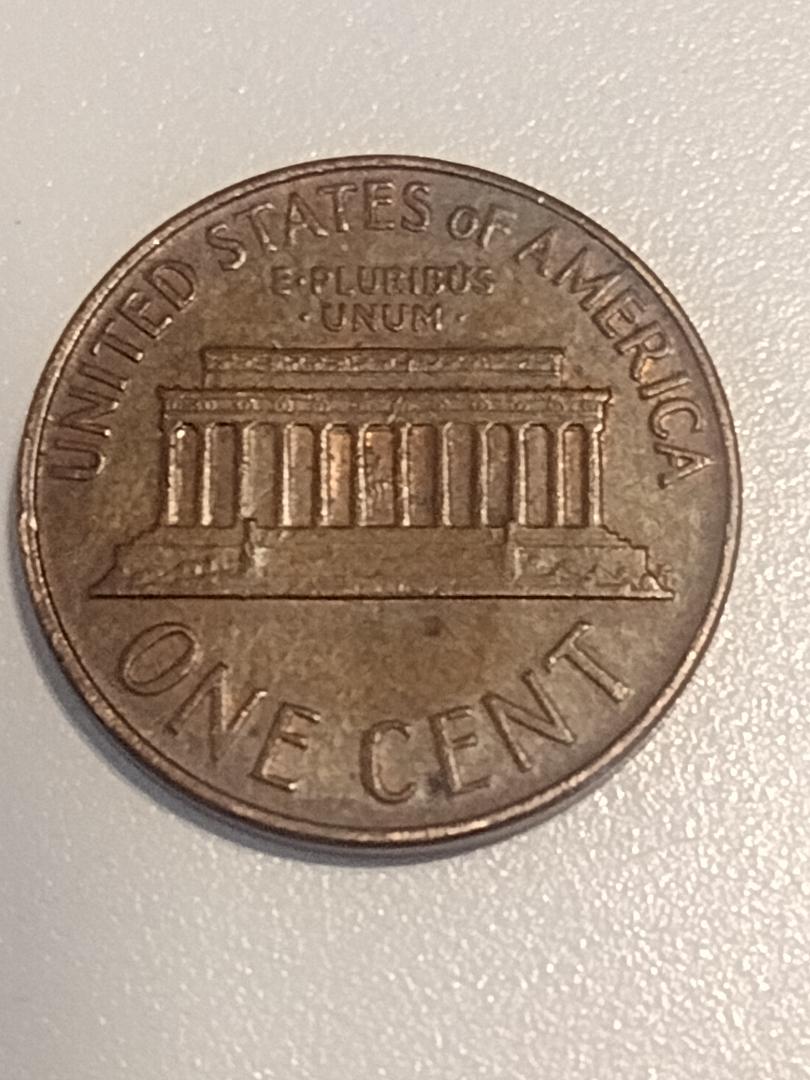 UNITED STATES OF AMERICA
E·PLURIBUS
·UNUM·
ONE CENT